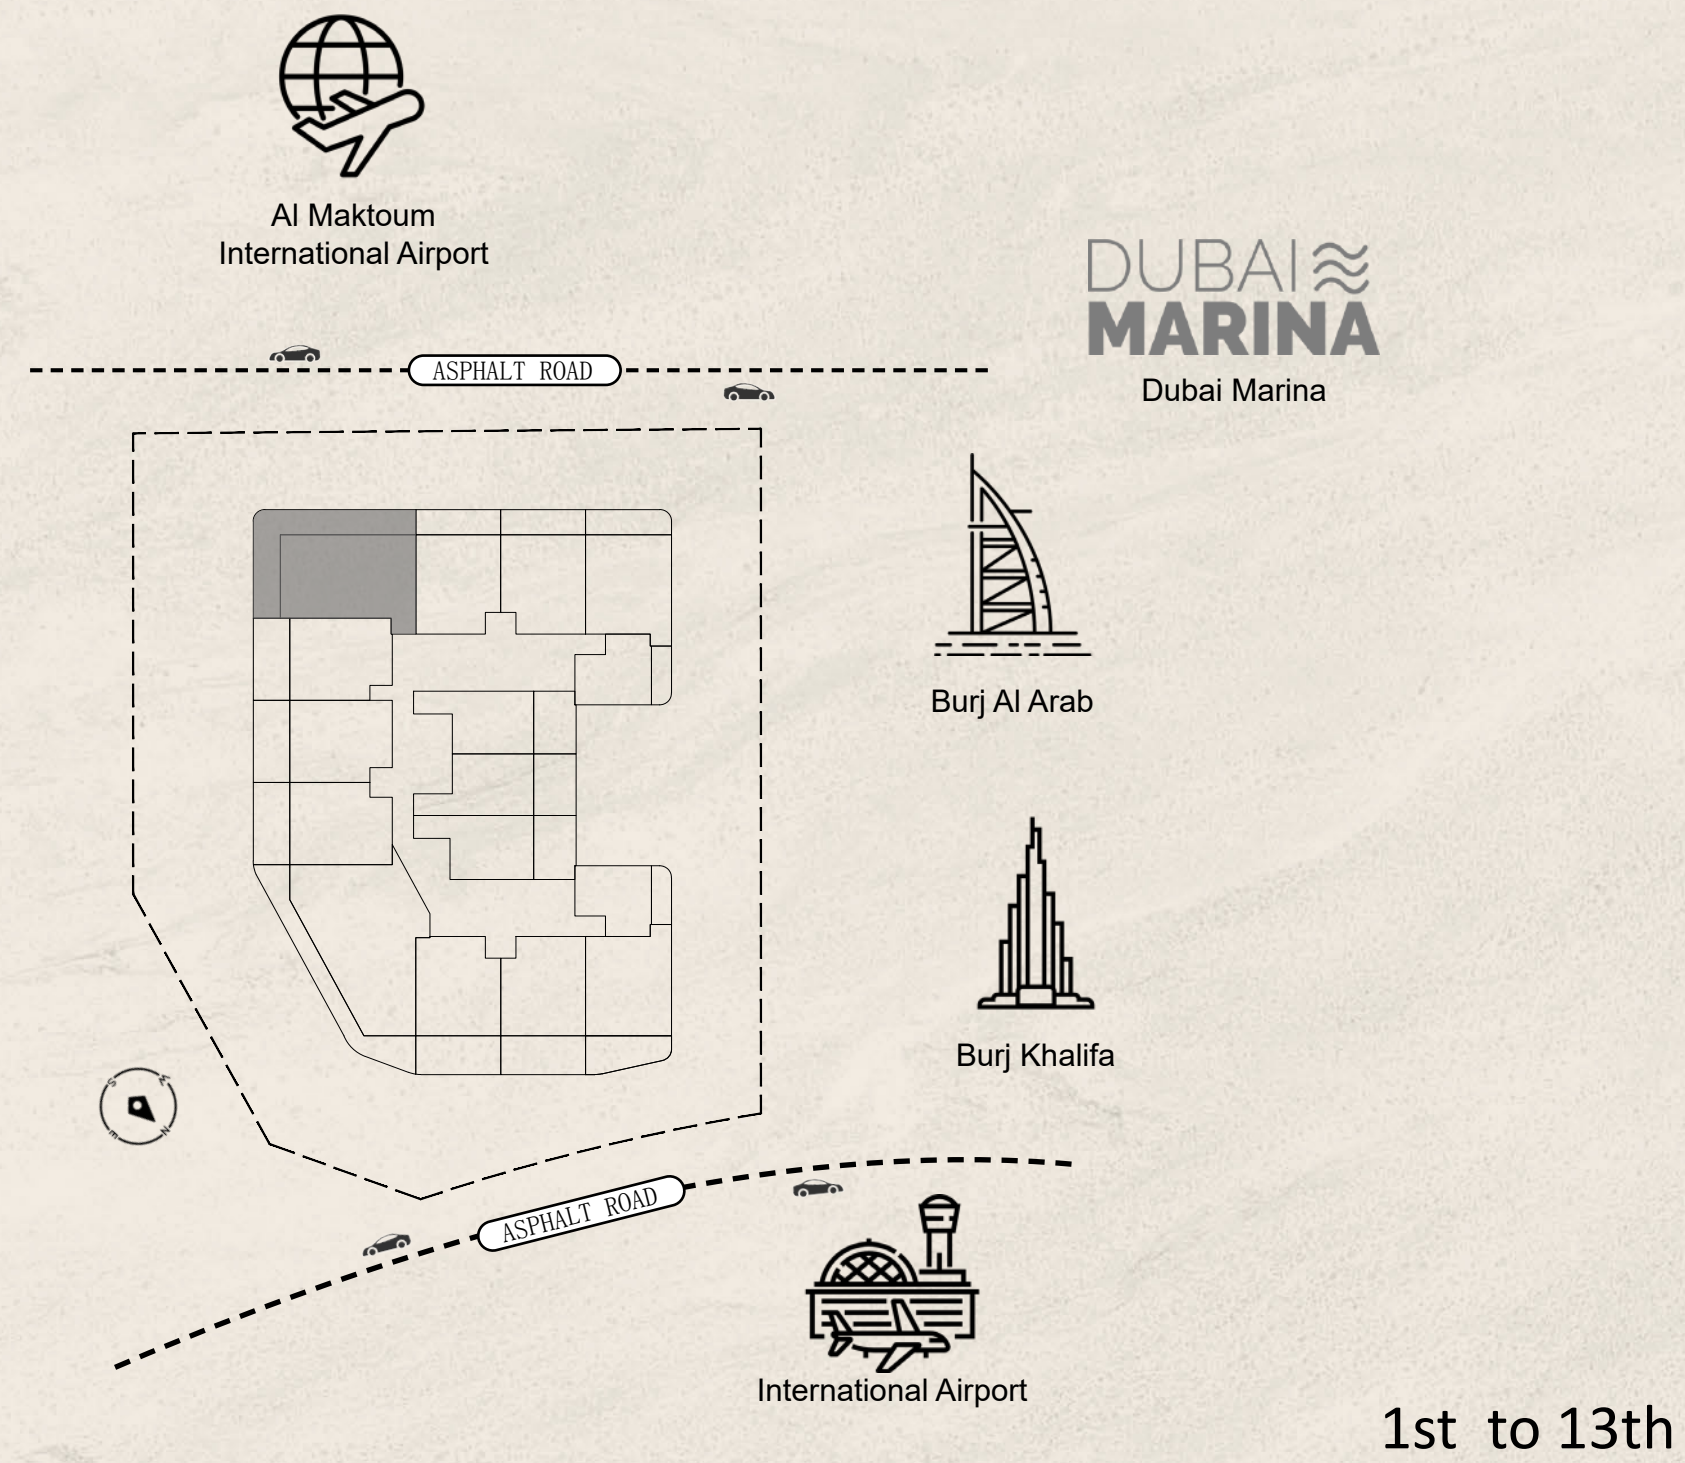 Al Maktoum
International Airport
DUBAI
MARINA
Dubai Marina
ASPHALT ROAD
Burj Al Arab
Burj Khalifa
S
W
E
N
ASPHALT ROAD
International Airport
1st to 13th